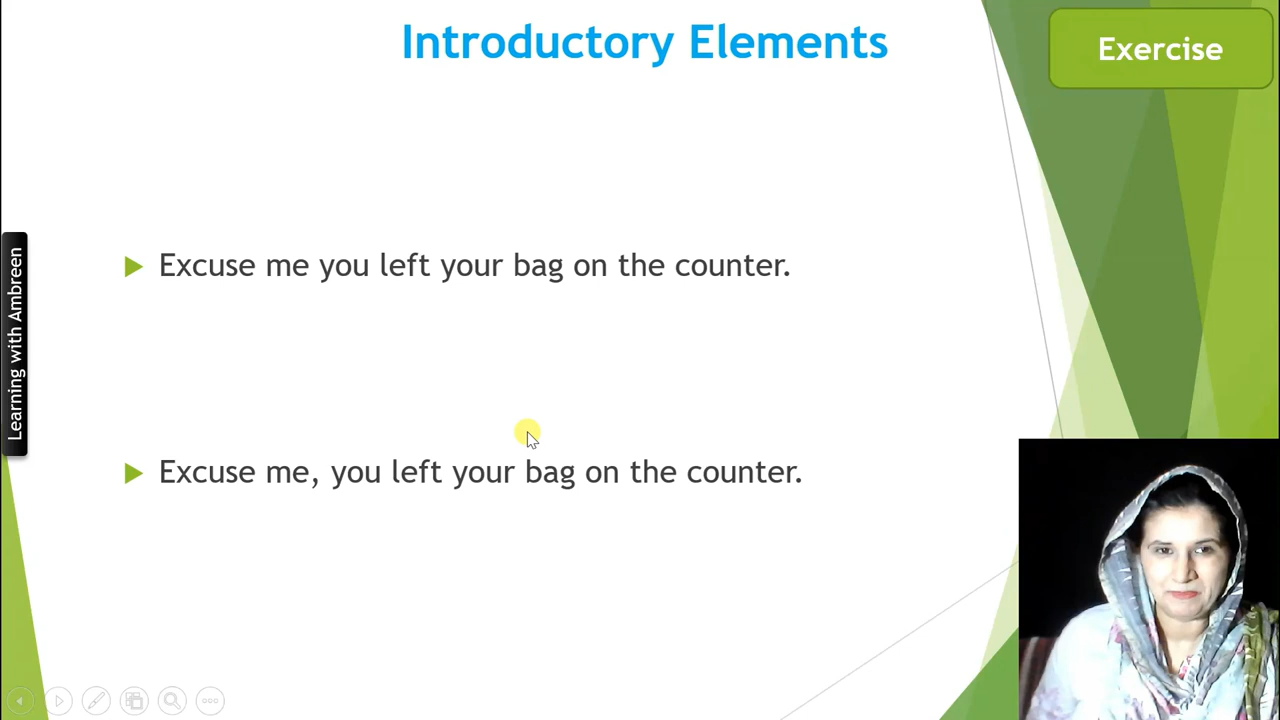 Introductory Elements
Exercise
Excuse me you left your bag on the counter.
Learning with Ambreen
Excuse me, you left your bag on the counter.